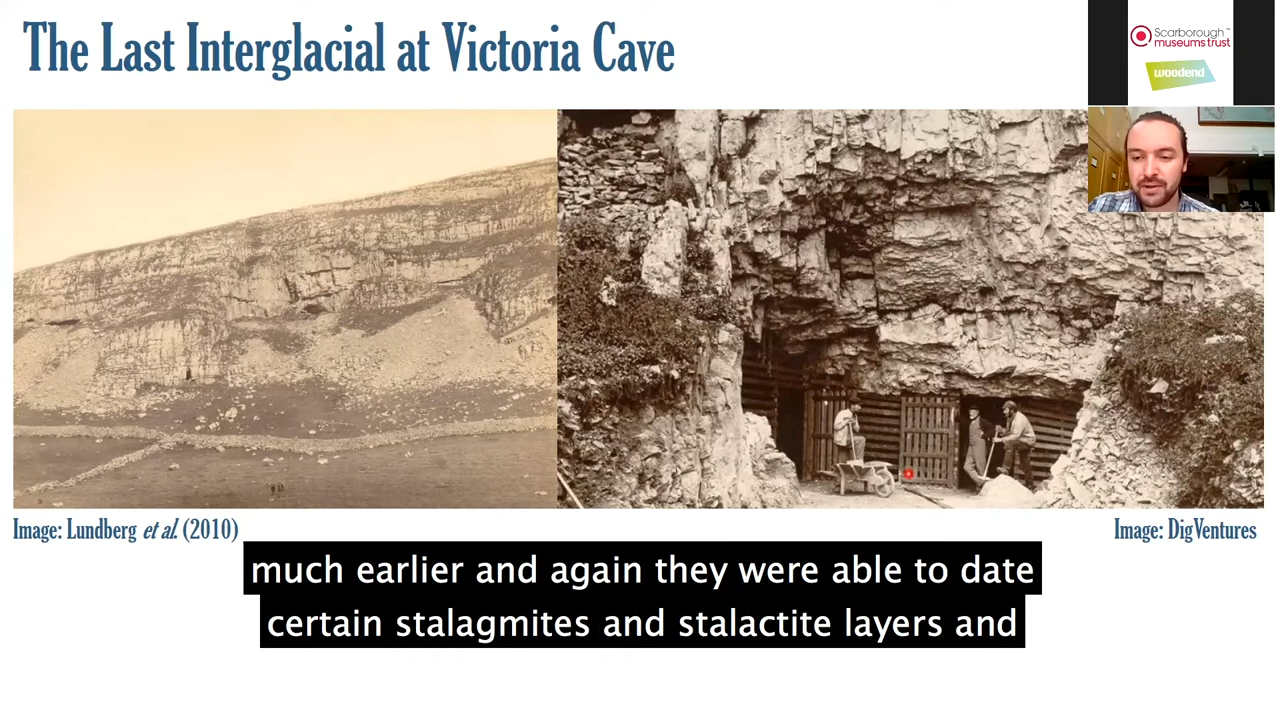 The Last Interglacial at Victoria Cave
Scarborough™
museums trust
woodend
Image: Lundberg et al. (2010)
Image: DigVentures
much earlier and again they were able to date
certain stalagmites and stalactite layers and